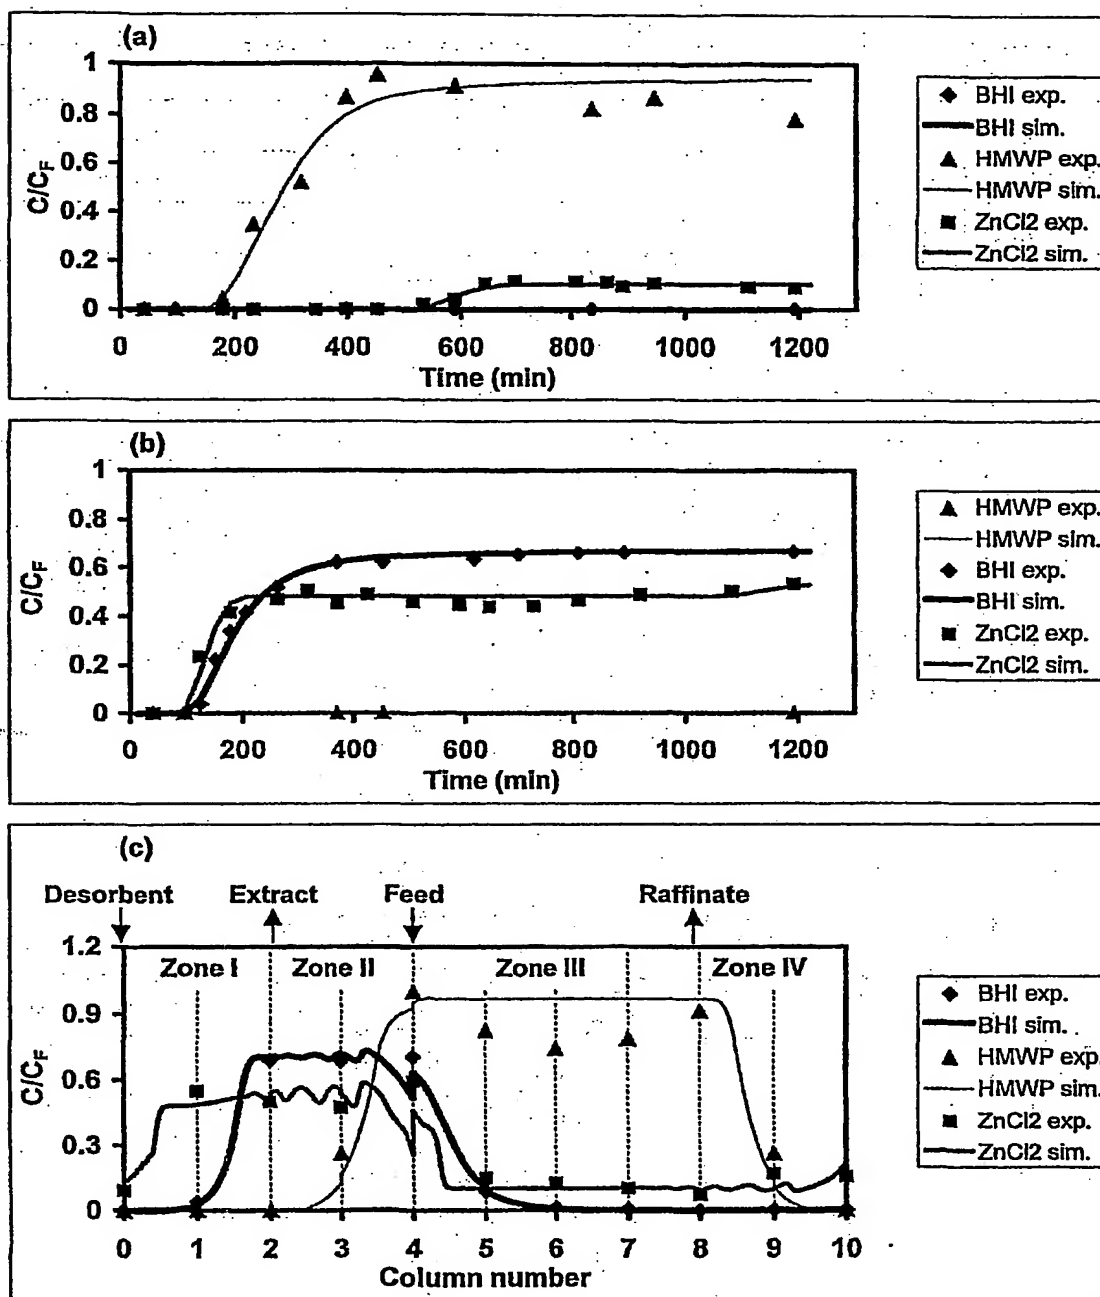 (a)
1
0.8
0.6
0.4
0.2
0
C/CF
0 200 400 600 800 1000 1200
Time (min)
BHI exp.
BHI sim.
HMWP exp.
HMWP sim.
ZnCl2 exp.
ZnCl2 sim.
(b)
1
0.8
0.6
0.4
0.2
0
C/CF
0 200 400 600 800 1000 1200
Time (min)
HMWP exp.
HMWP sim.
BHI exp.
BHI sim.
ZnCl2 exp.
ZnCl2 sim.
(c)
Desorbent Extract Feed Raffinate
1.2
0.9
0.6
0.3
0
C/CF
Zone I Zone II Zone III Zone IV
0 1 2 3 4 5 6 7 8 9 10
Column number
BHI exp.
BHI sim.
HMWP exp.
HMWP sim.
ZnCl2 exp.
ZnCl2 sim.